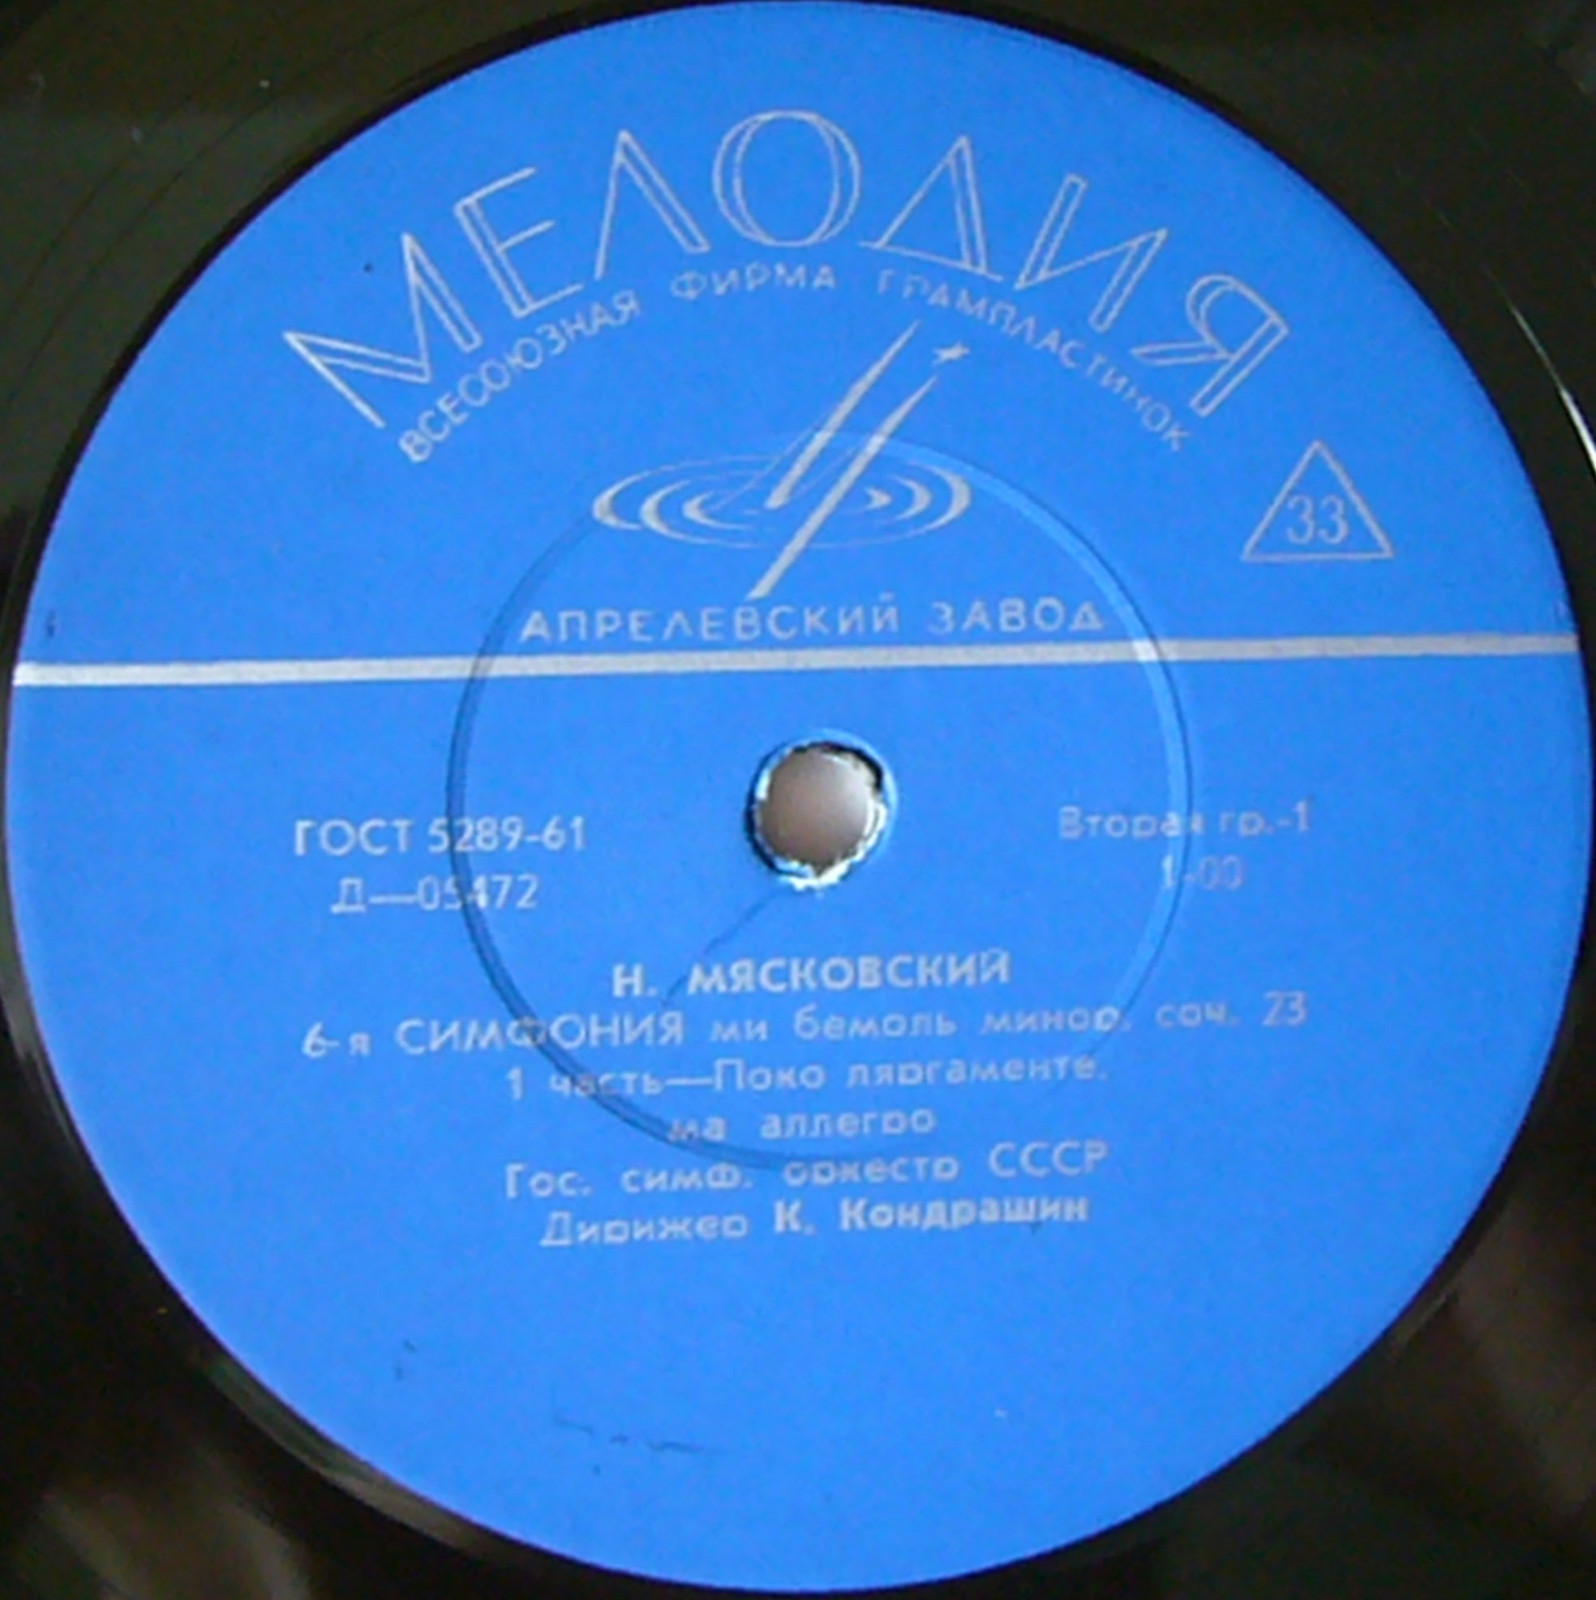 МЕЛОДИЯ
ВСЕСОЮЗНАЯ ФИРМА ГРАМПЛАСТИНОК
33
АПРЕЛЕВСКИЙ ЗАВОД
ГОСТ 5289-61
Вторая гр.-1
Д—05472
1-00
Н. МЯСКОВСКИЙ
6-я СИМФОНИЯ ми бемоль минор, соч. 23
1 часть—Поко ляргаменте,
ма аллегро
Гос. симф. оркестр СССР
Дирижер К. Кондрашин